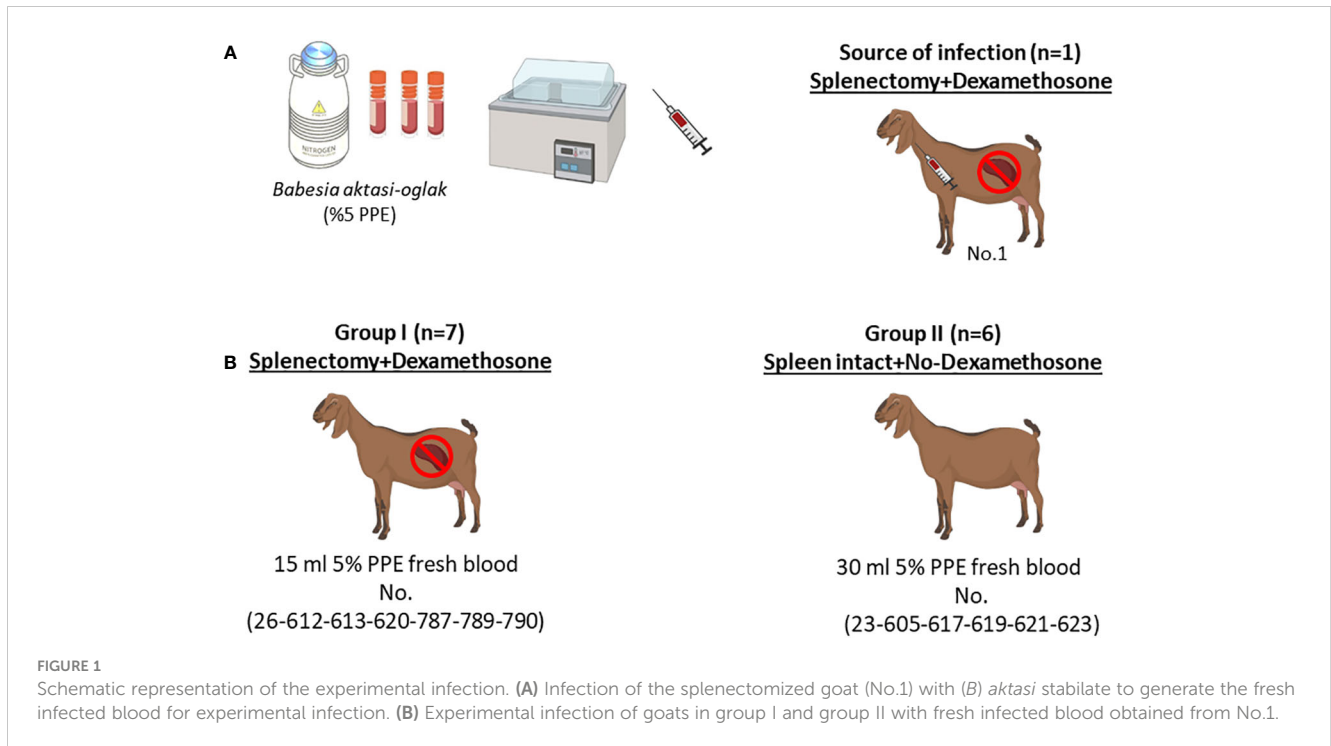 A
NITROGEN
Babesia aktasi-oglak
(%5 PPE)
Source of infection (n=1)
Splenectomy+Dexamethosone
No.1
B
Group I (n=7)
Splenectomy+Dexamethosone
15 ml 5% PPE fresh blood
No.
(26-612-613-620-787-789-790)
Group II (n=6)
Spleen intact+No-Dexamethosone
30 ml 5% PPE fresh blood
No.
(23-605-617-619-621-623)
FIGURE 1
Schematic representation of the experimental infection. (A) Infection of the splenectomized goat (No.1) with (B) aktasi stabilate to generate the fresh
infected blood for experimental infection. (B) Experimental infection of goats in group I and group II with fresh infected blood obtained from No.1.